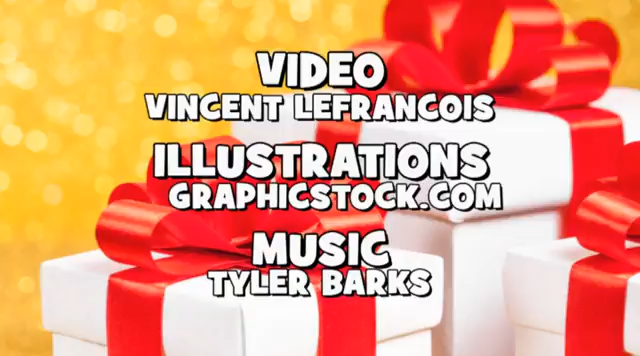 VIDEO
VINCENT LEFRANCOIS
ILLUSTRATIONS
GRAPHICSTOCK.COM
MUSIC
TYLER BARKS